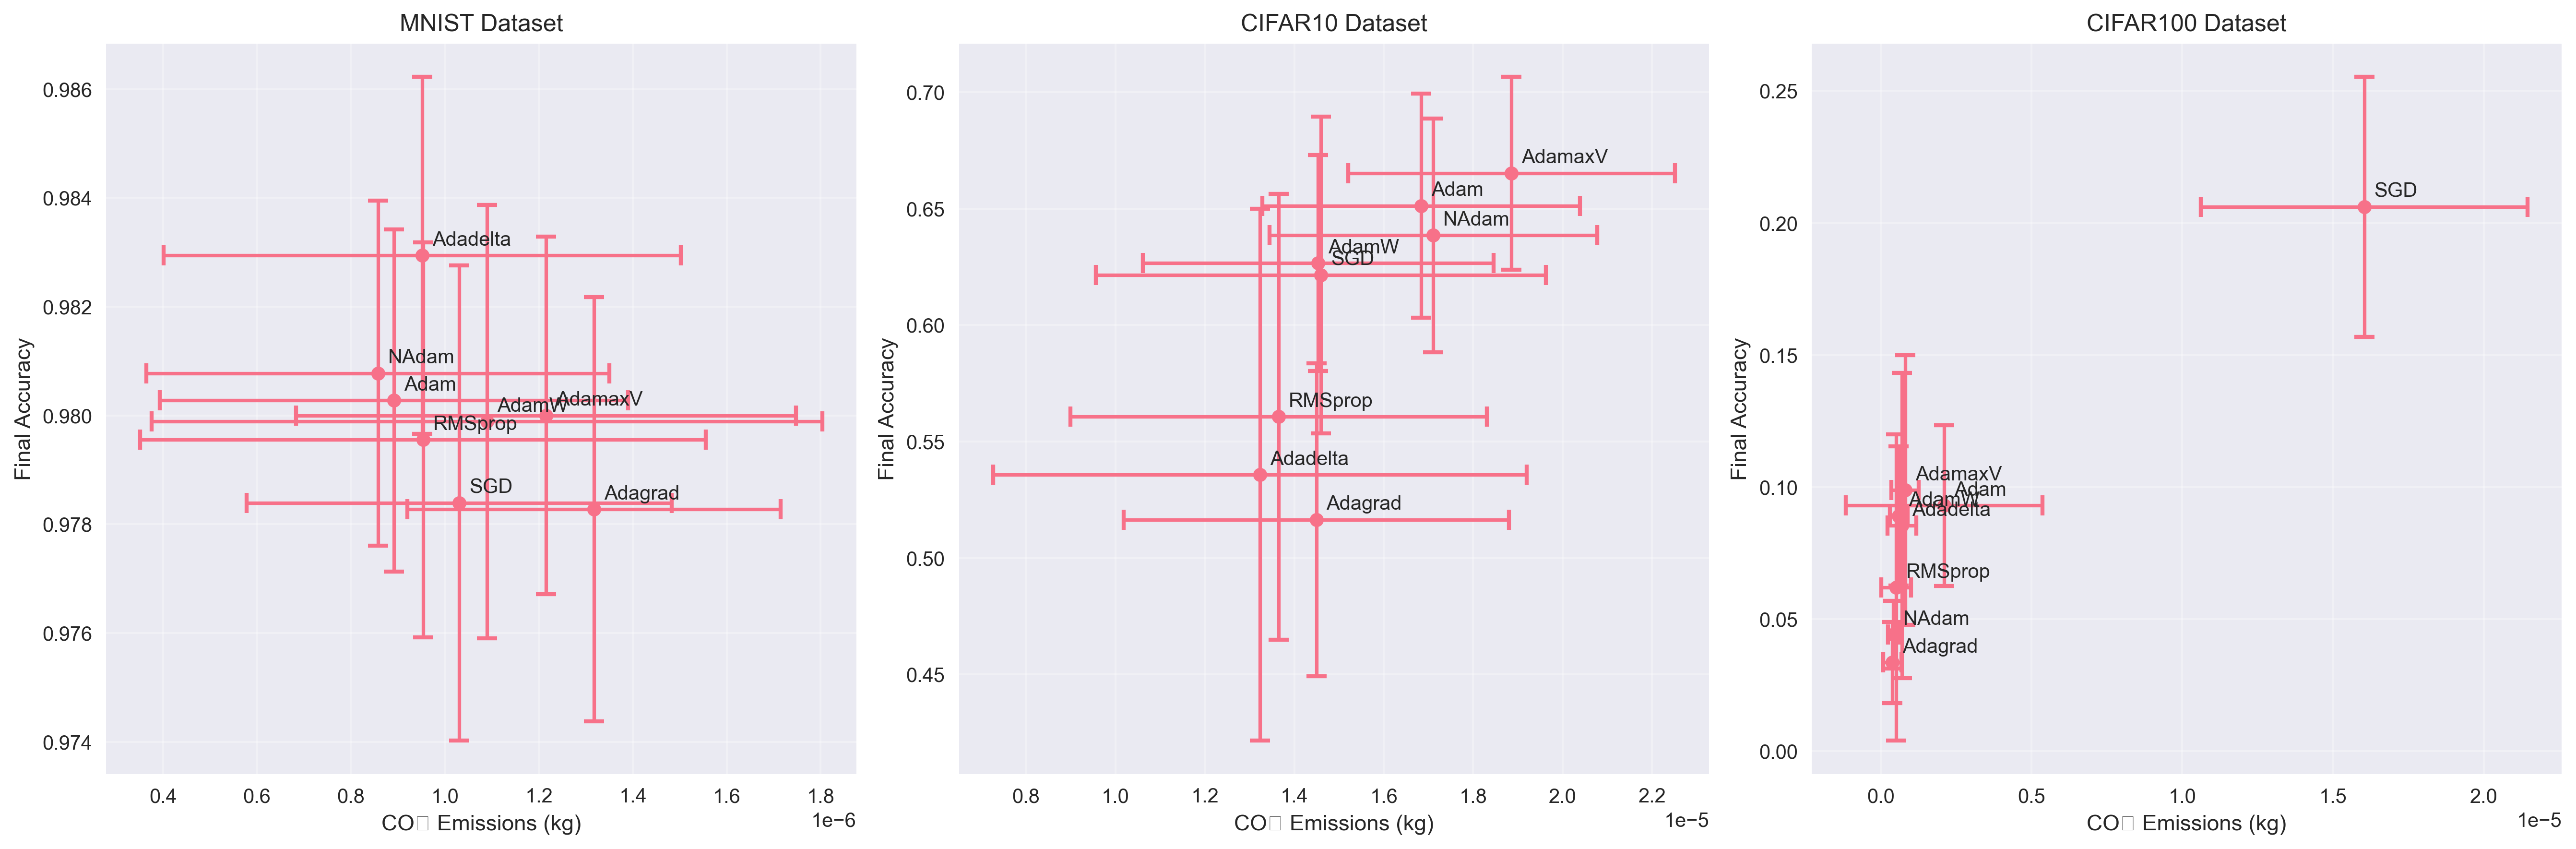 MNIST Dataset
Final Accuracy
0.986
0.984
0.982
0.980
0.978
0.976
0.974
Adadelta
NAdam
Adam
AdamW
AdamaxV
RMSprop
SGD
Adagrad
0.4 0.6 0.8 1.0 1.2 1.4 1.6 1.8
1e−6
CO□ Emissions (kg)
CIFAR10 Dataset
Final Accuracy
0.70
0.65
0.60
0.55
0.50
0.45
AdamaxV
Adam
NAdam
AdamW
SGD
RMSprop
Adadelta
Adagrad
0.8 1.0 1.2 1.4 1.6 1.8 2.0 2.2
1e−5
CO□ Emissions (kg)
CIFAR100 Dataset
Final Accuracy
0.25
0.20
0.15
0.10
0.05
0.00
SGD
AdamaxV
Adam
AdamW
Adadelta
RMSprop
NAdam
Adagrad
0.0 0.5 1.0 1.5 2.0
1e−5
CO□ Emissions (kg)